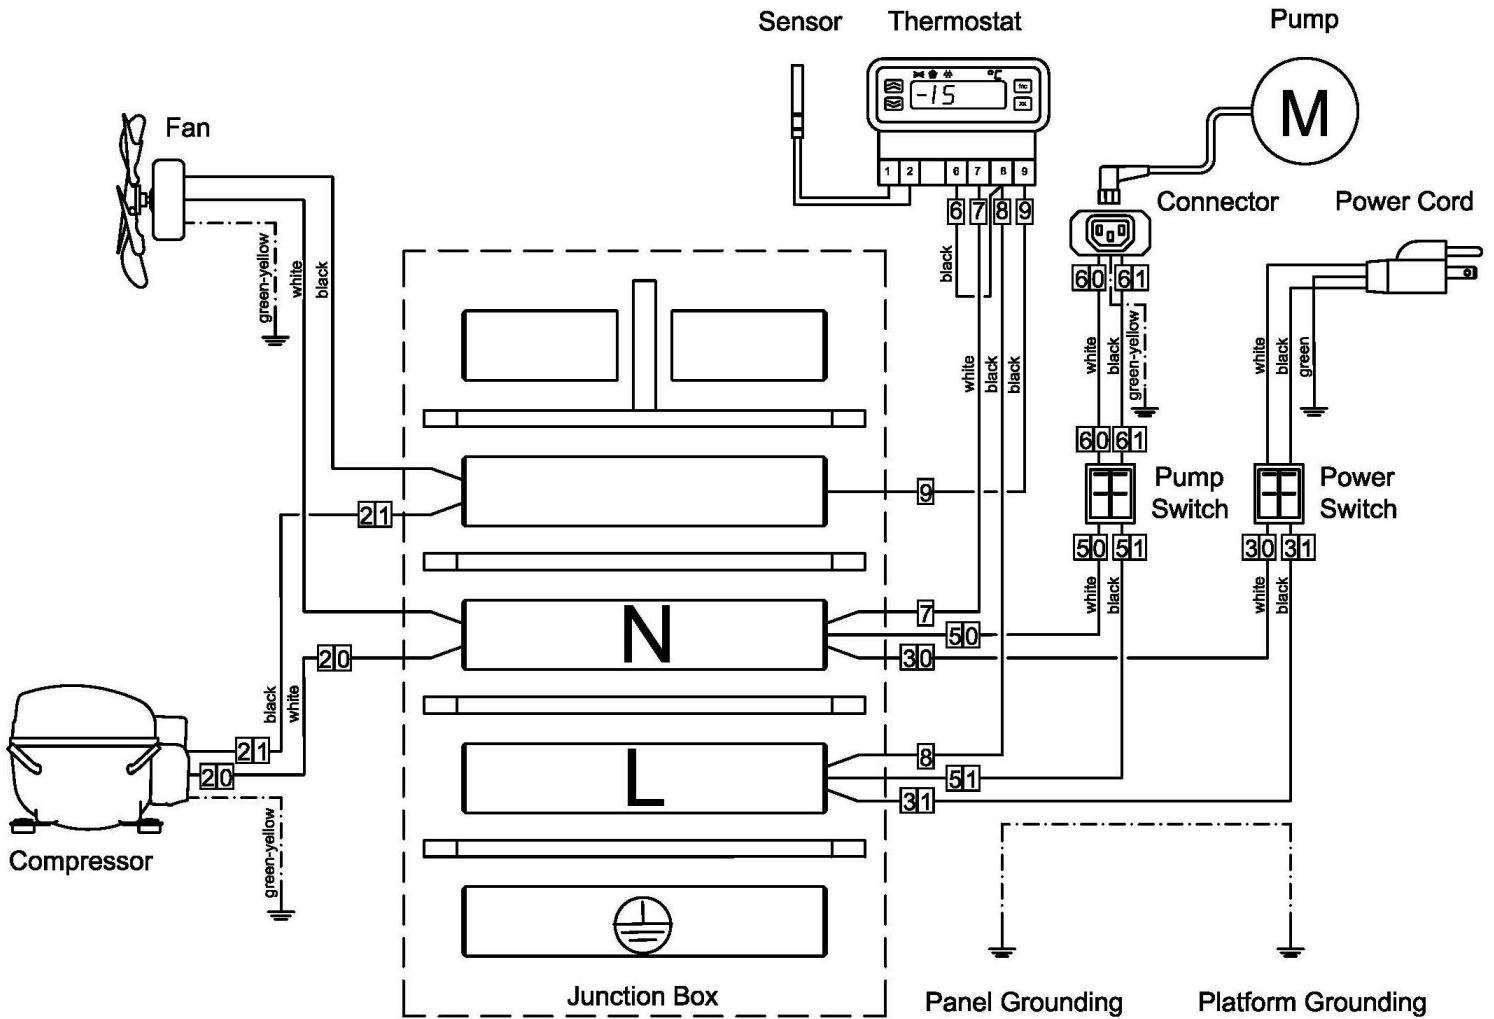 Sensor
Thermostat
Pump
Fan
°C
-15
fnc
M
1 2 6 7 8 9
6 7 8 9
Connector
Power Cord
green-yellow
white
black
black
60 61
white
black
black
white
black
green-yellow
white
black
green
60 61
Pump
Switch
Power
Switch
9
21
50 51
30 31
white
black
white
black
N
7
50
30
20
black
white
21
20
L
8
51
31
Compressor
green-yellow
Junction Box
Panel Grounding
Platform Grounding